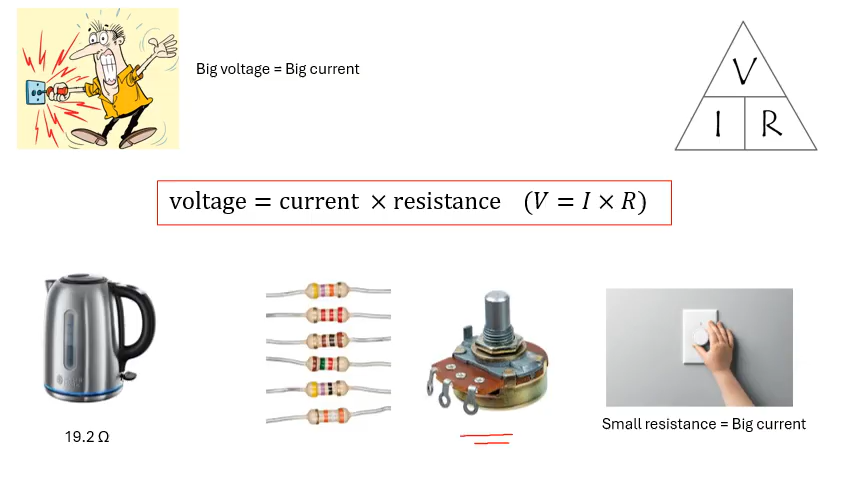 Big voltage = Big current
V
I R
voltage = current × resistance (V = I × R)
19.2 Ω
Small resistance = Big current